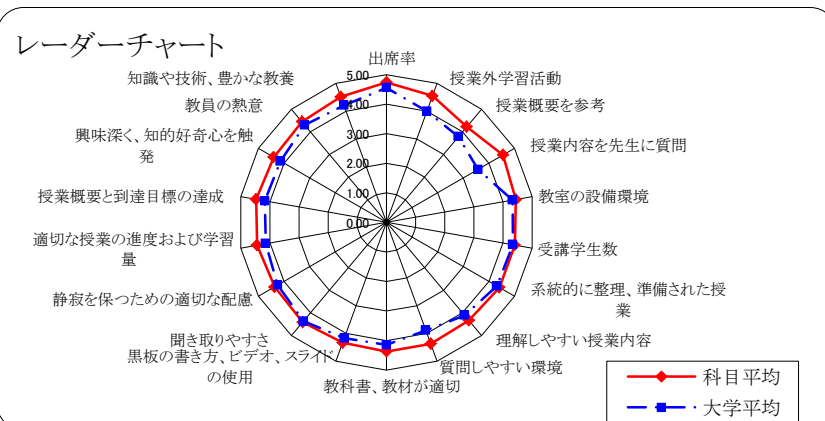 レーダーチャート
出席率
授業外学習活動
授業概要を参考
授業内容を先生に質問
教室の設備環境
受講学生数
系統的に整理、準備された授
業
理解しやすい授業内容
質問しやすい環境
教科書、教材が適切
黒板の書き方、ビデオ、スライド
の使用
聞き取りやすさ
静寂を保つための適切な配慮
適切な授業の進度および学習
量
授業概要と到達目標の達成
興味深く、知的好奇心を触
発
教員の熱意
知識や技術、豊かな教養
5.00
4.00
3.00
2.00
1.00
0.00
科目平均
大学平均